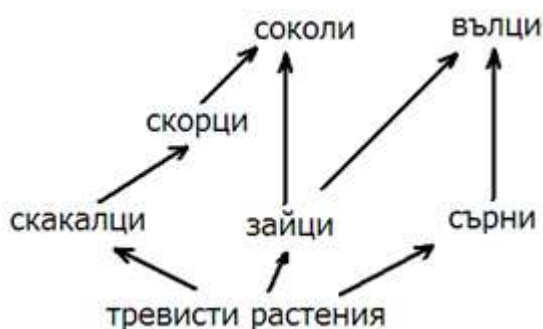 соколи вълци
скорци
скакалци зайци сърни
тревисти растения